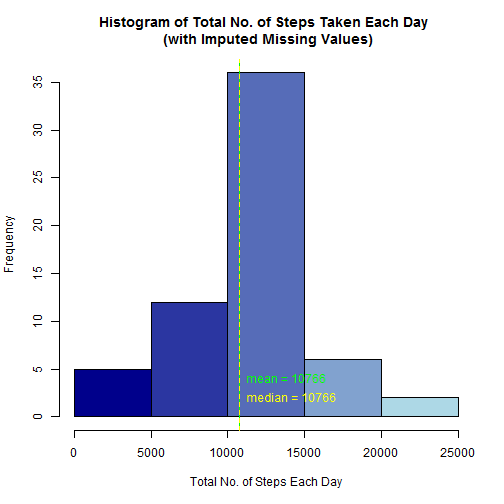 Histogram of Total No. of Steps Taken Each Day
(with Imputed Missing Values)
Frequency
35
30
25
20
15
10
5
0
mean = 10766
median = 10766
0 5000 10000 15000 20000 25000
Total No. of Steps Each Day